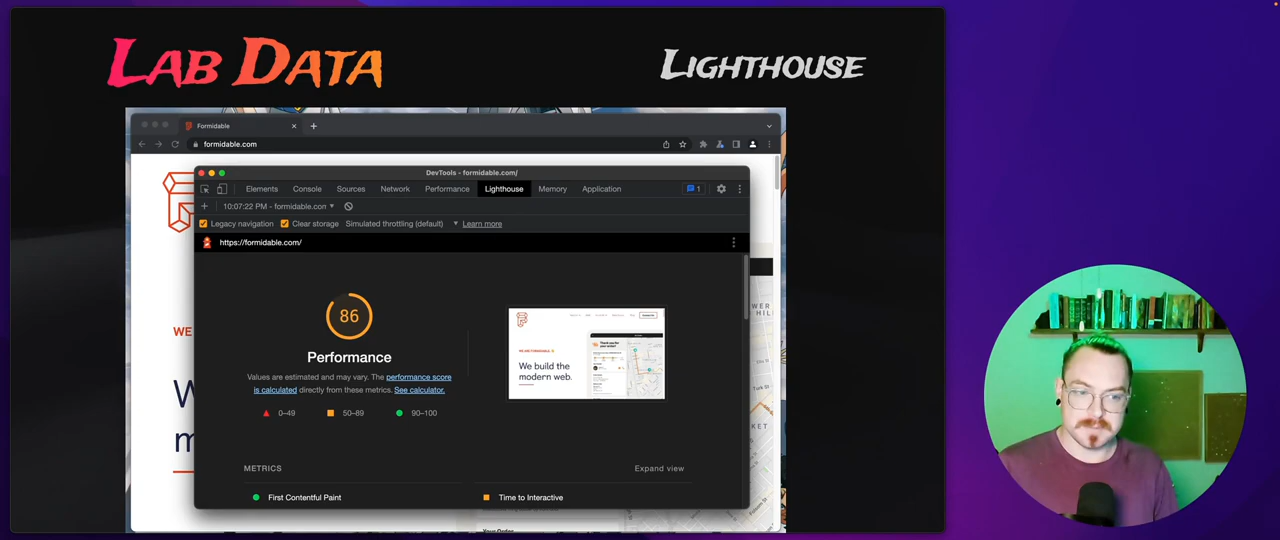 LAB DATA
LIGHTHOUSE
Formidable
formidable.com
DevTools - formidable.com/
Elements Console Sources Network Performance Lighthouse Memory Application 1
10:07:22 PM - formidable.com
Legacy navigation Clear storage Simulated throttling (default) Learn more
https://formidable.com/
86
Performance
Values are estimated and may vary. The performance score
is calculated directly from these metrics. See calculator.
0–49 50–89 90–100
We build the
modern web.
METRICS Expand view
First Contentful Paint Time to Interactive
WE
W
m